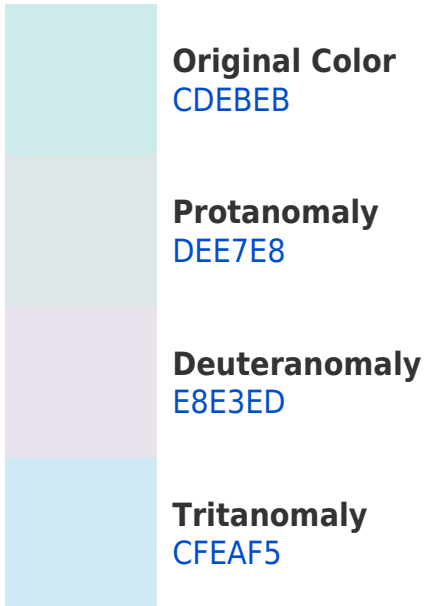 Original Color
CDEBEB
Protanomaly
DEE7E8
Deuteranomaly
E8E3ED
Tritanomaly
CFEAF5